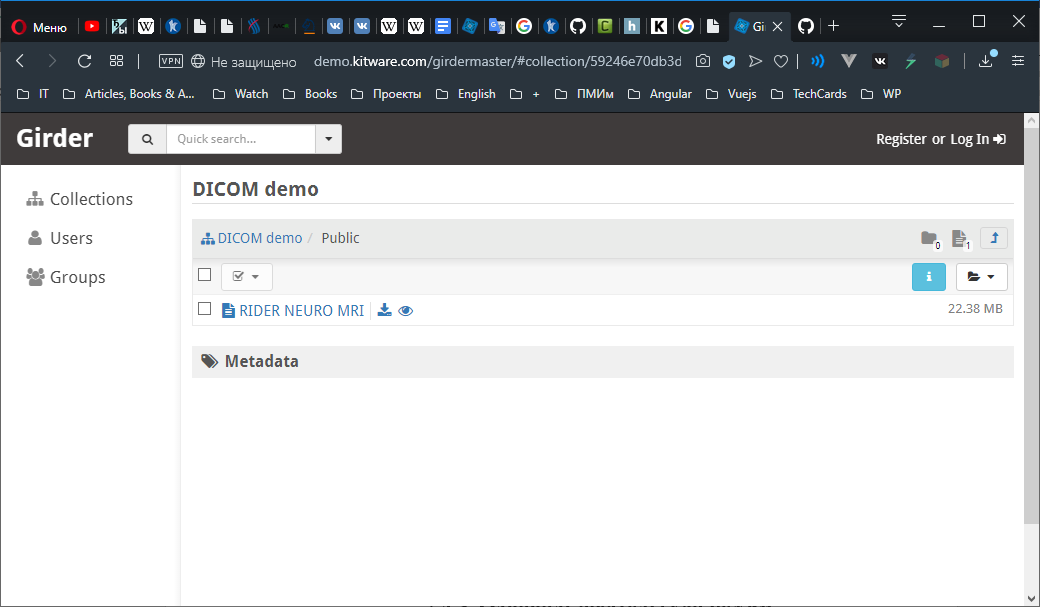 Меню
Gi
VPN Не защищено demo.kitware.com/girdermaster/#collection/59246e70db3d
IT Articles, Books & A... Watch Books Проекты English + ПМИм Angular Vuejs TechCards WP
Girder Quick search... Register or Log In
Collections
Users
Groups
DICOM demo
DICOM demo / Public 0 1
RIDER NEURO MRI 22.38 MB
Metadata